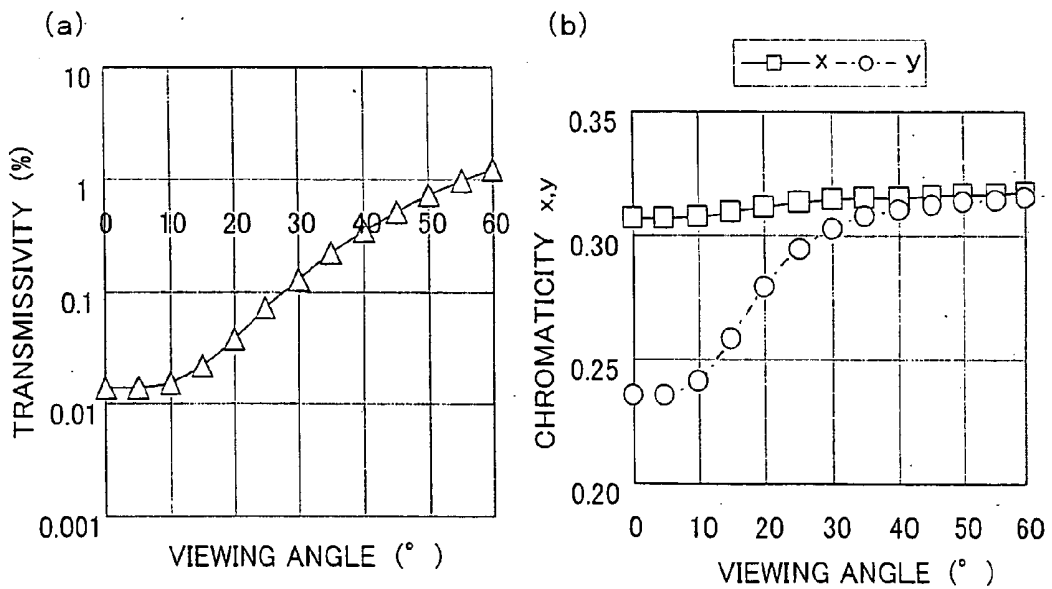 (a)
10
1
0.1
0.01
0.001
0 10 20 30 40 50 60
TRANSMISSIVITY (%)
VIEWING ANGLE (° )
(b)
x y
0.35
0.30
0.25
0.20
0 10 20 30 40 50 60
CHROMATICITY x,y
VIEWING ANGLE (° )